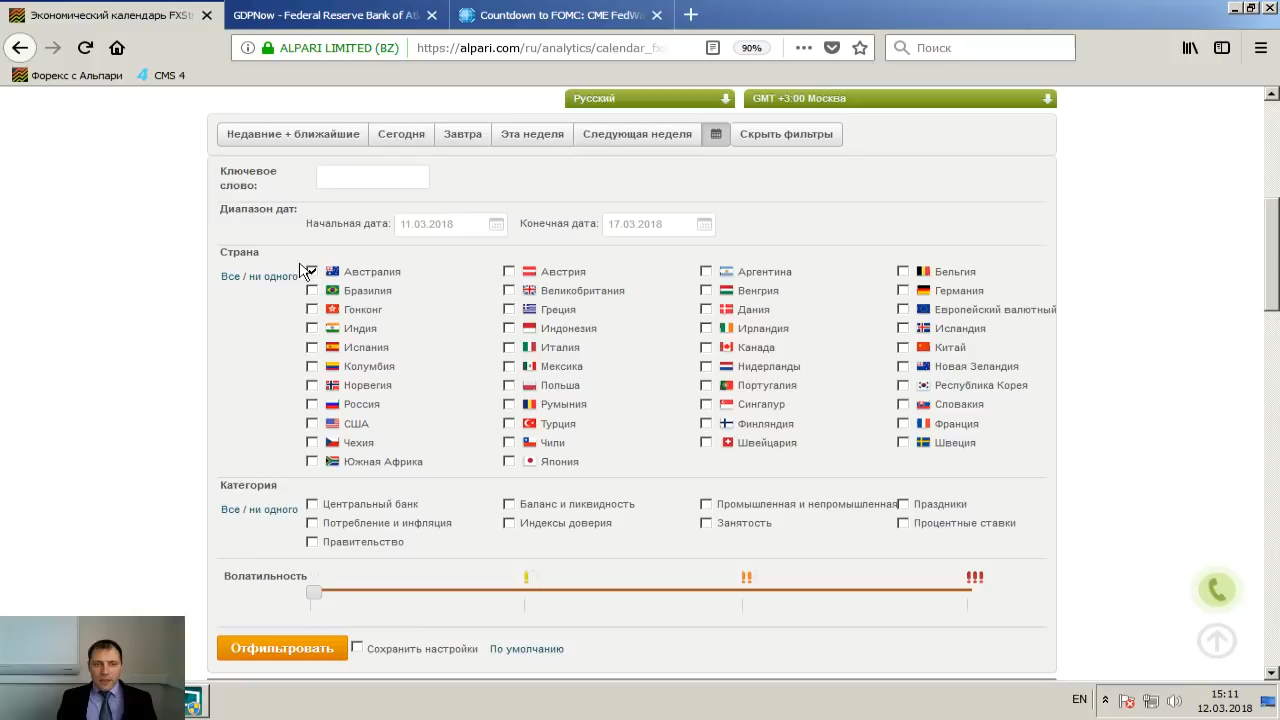 Экономический календарь FXSt
GDPNow - Federal Reserve Bank of Atl
Countdown to FOMC: CME FedWa
ALPARI LIMITED (BZ)
https://alpari.com/ru/analytics/calendar_fx
90%
Поиск
Форекс с Альпари
CMS 4
Русский
GMT +3:00 Москва
Недавние + ближайшие
Сегодня
Завтра
Эта неделя
Следующая неделя
Скрыть фильтры
Ключевое
слово:
Диапазон дат:
Начальная дата: 11.03.2018
Конечная дата: 17.03.2018
Страна
Все / ни одного
Австралия Австрия Аргентина Бельгия
Бразилия Великобритания Венгрия Германия
Гонконг Греция Дания Европейский валютный
Индия Индонезия Ирландия Исландия
Испания Италия Канада Китай
Колумбия Мексика Нидерланды Новая Зеландия
Норвегия Польша Португалия Республика Корея
Россия Румыния Сингапур Словакия
США Турция Финляндия Франция
Чехия Чили Швейцария Швеция
Южная Африка Япония
Категория
Все / ни одного
Центральный банк Баланс и ликвидность Промышленная и непромышленная Праздники
Потребление и инфляция Индексы доверия Занятость Процентные ставки
Правительство
Волатильность
! !! !!!
Отфильтровать
Сохранить настройки
По умолчанию
EN
15:11
12.03.2018